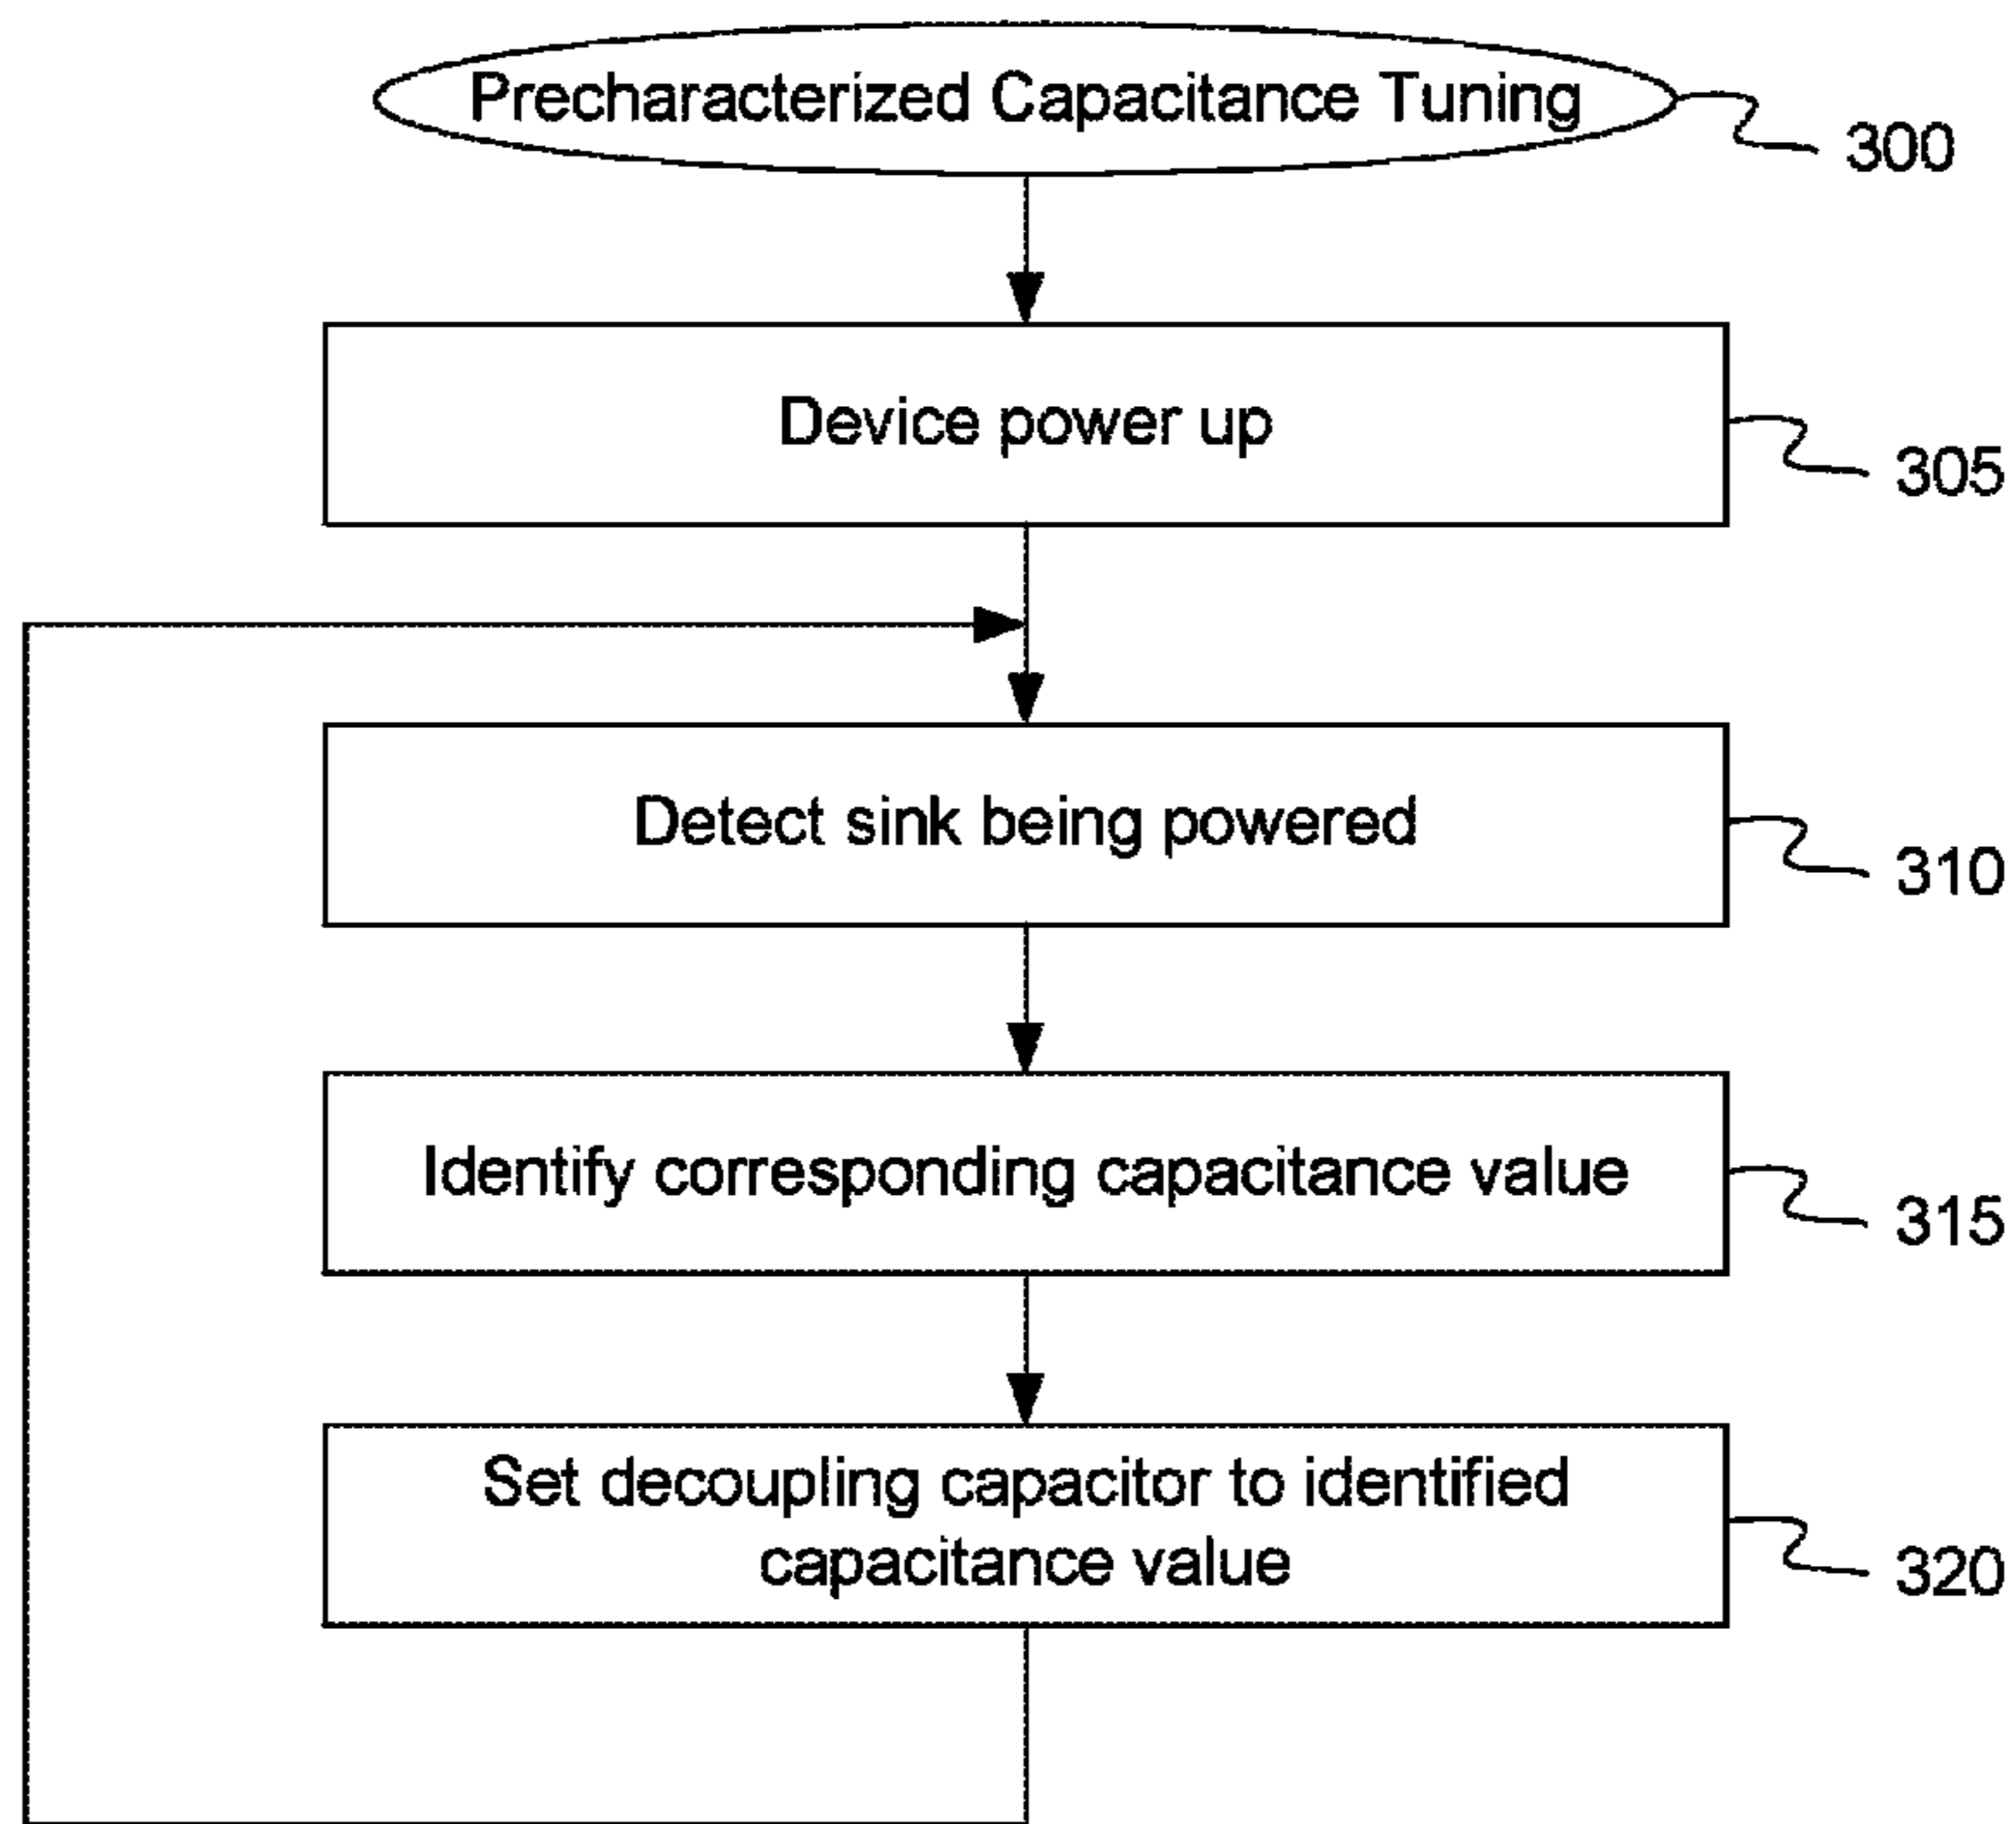 Precharacterized Capacitance Tuning
300
Device power up
305
Detect sink being powered
310
Identify corresponding capacitance value
315
Set decoupling capacitor to identified
capacitance value
320